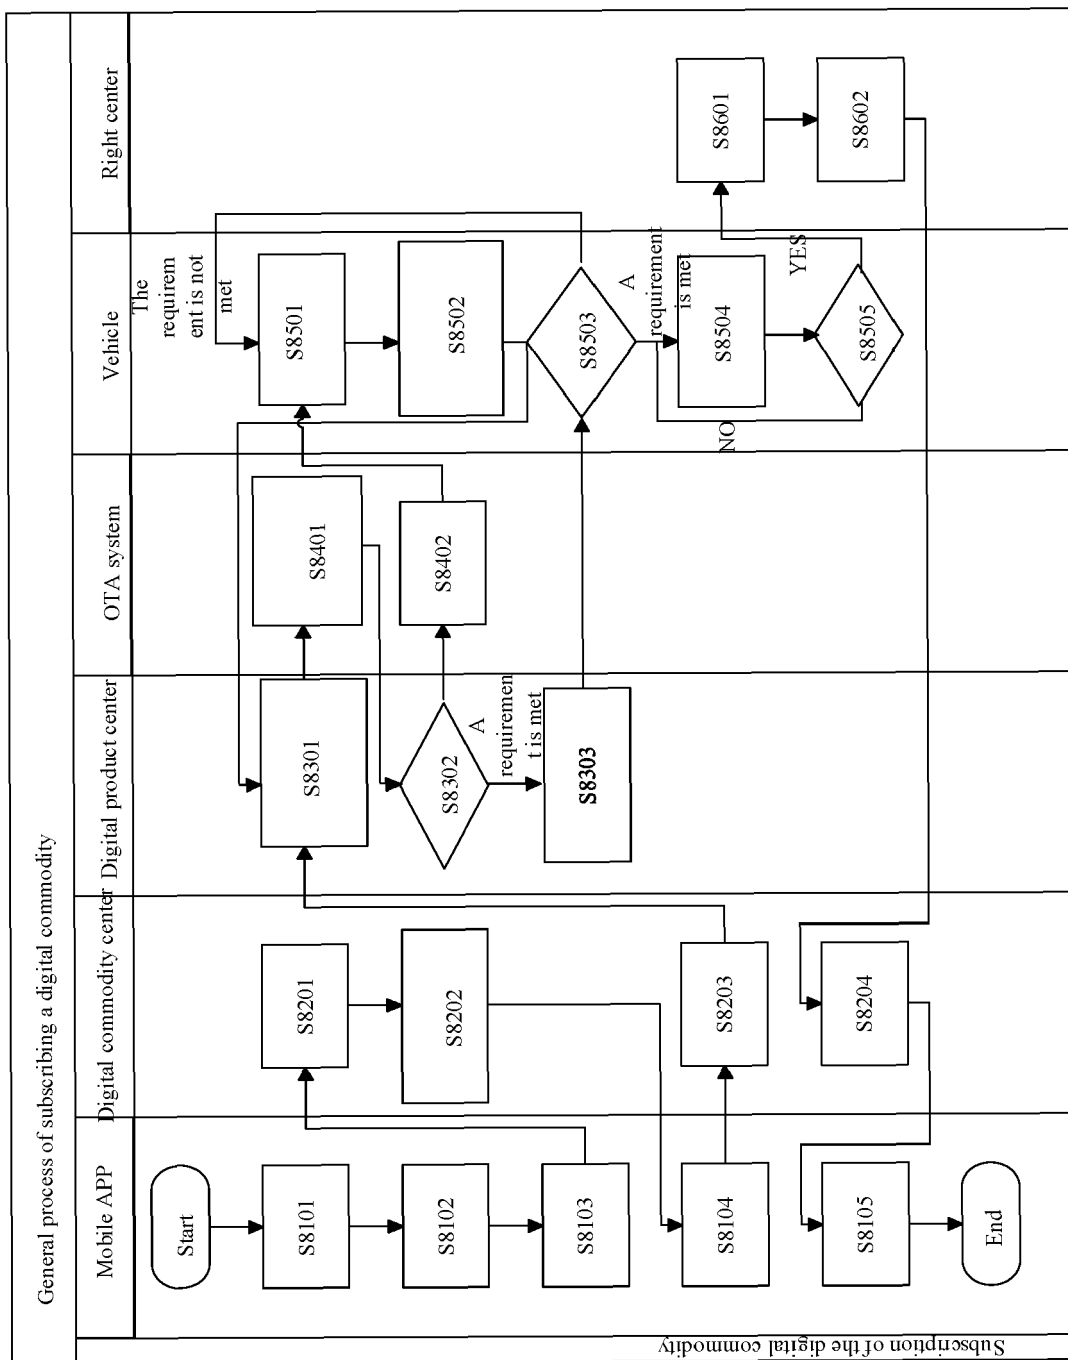 General process of subscribing a digital commodity
Mobile APP
Digital commodity center
Digital product center
OTA system
Vehicle
Right center
Subscription of the digital commodity
Start
S8101
S8102
S8103
S8104
S8105
End
S8201
S8202
S8203
S8204
S8301
S8302
A
requiremen
t is met
S8303
S8401
S8402
The
requirem
ent is not
met
S8501
S8502
S8503
A
requirement
is met
S8504
S8505
NO
YES
S8601
S8602